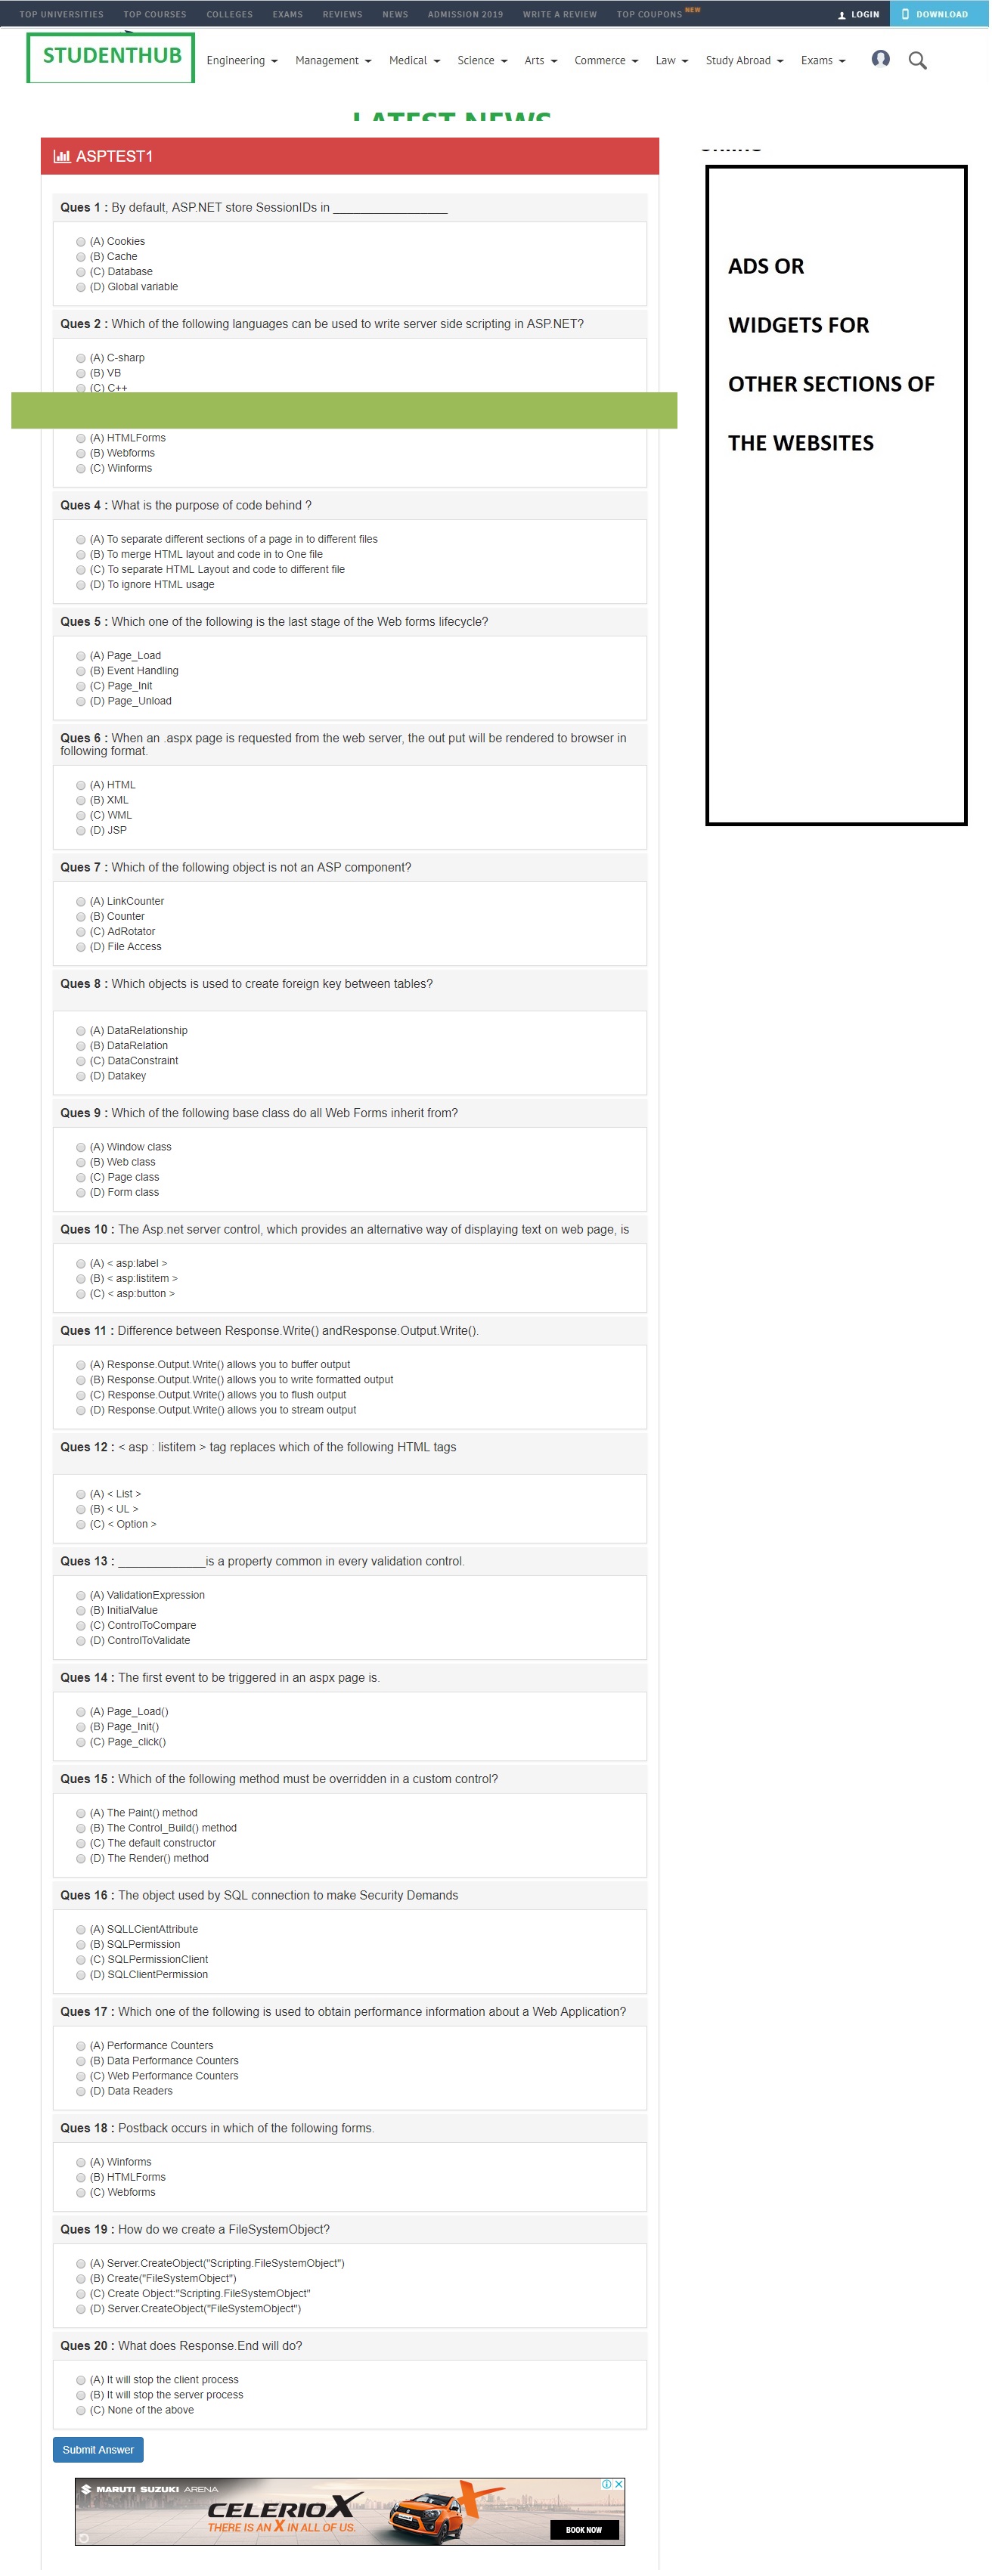 TOP UNIVERSITIES TOP COURSES COLLEGES EXAMS REVIEWS NEWS ADMISSION 2019 WRITE A REVIEW TOP COUPONS NEW LOGIN DOWNLOAD
STUDENTHUB
Engineering Management Medical Science Arts Commerce Law Study Abroad Exams
LATEST NEWS
ASPTEST1
Ques 1 : By default, ASP.NET store SessionIDs in _________________
(A) Cookies
(B) Cache
(C) Database
(D) Global variable
Ques 2 : Which of the following languages can be used to write server side scripting in ASP.NET?
(A) C-sharp
(B) VB
(C) C++
(A) HTMLForms
(B) Webforms
(C) Winforms
Ques 4 : What is the purpose of code behind ?
(A) To separate different sections of a page in to different files
(B) To merge HTML layout and code in to One file
(C) To separate HTML Layout and code to different file
(D) To ignore HTML usage
Ques 5 : Which one of the following is the last stage of the Web forms lifecycle?
(A) Page_Load
(B) Event Handling
(C) Page_Init
(D) Page_Unload
Ques 6 : When an .aspx page is requested from the web server, the out put will be rendered to browser in
following format.
(A) HTML
(B) XML
(C) WML
(D) JSP
Ques 7 : Which of the following object is not an ASP component?
(A) LinkCounter
(B) Counter
(C) AdRotator
(D) File Access
Ques 8 : Which objects is used to create foreign key between tables?
(A) DataRelationship
(B) DataRelation
(C) DataConstraint
(D) Datakey
Ques 9 : Which of the following base class do all Web Forms inherit from?
(A) Window class
(B) Web class
(C) Page class
(D) Form class
Ques 10 : The Asp.net server control, which provides an alternative way of displaying text on web page, is
(A) < asp:label >
(B) < asp:listitem >
(C) < asp:button >
Ques 11 : Difference between Response.Write() andResponse.Output.Write().
(A) Response.Output.Write() allows you to buffer output
(B) Response.Output.Write() allows you to write formatted output
(C) Response.Output.Write() allows you to flush output
(D) Response.Output.Write() allows you to stream output
Ques 12 : < asp : listitem > tag replaces which of the following HTML tags
(A) < List >
(B) < UL >
(C) < Option >
Ques 13 : _____________is a property common in every validation control.
(A) ValidationExpression
(B) InitialValue
(C) ControlToCompare
(D) ControlToValidate
Ques 14 : The first event to be triggered in an aspx page is.
(A) Page_Load()
(B) Page_Init()
(C) Page_click()
Ques 15 : Which of the following method must be overridden in a custom control?
(A) The Paint() method
(B) The Control_Build() method
(C) The default constructor
(D) The Render() method
Ques 16 : The object used by SQL connection to make Security Demands
(A) SQLLCientAttribute
(B) SQLPermission
(C) SQLPermissionClient
(D) SQLClientPermission
Ques 17 : Which one of the following is used to obtain performance information about a Web Application?
(A) Performance Counters
(B) Data Performance Counters
(C) Web Performance Counters
(D) Data Readers
Ques 18 : Postback occurs in which of the following forms.
(A) Winforms
(B) HTMLForms
(C) Webforms
Ques 19 : How do we create a FileSystemObject?
(A) Server.CreateObject("Scripting.FileSystemObject")
(B) Create("FileSystemObject")
(C) Create Object:"Scripting.FileSystemObject"
(D) Server.CreateObject("FileSystemObject")
Ques 20 : What does Response.End will do?
(A) It will stop the client process
(B) It will stop the server process
(C) None of the above
Submit Answer
MARUTI SUZUKI ARENA
CELERIOX
THERE IS AN X IN ALL OF US.
BOOK NOW
ADS OR
WIDGETS FOR
OTHER SECTIONS OF
THE WEBSITES